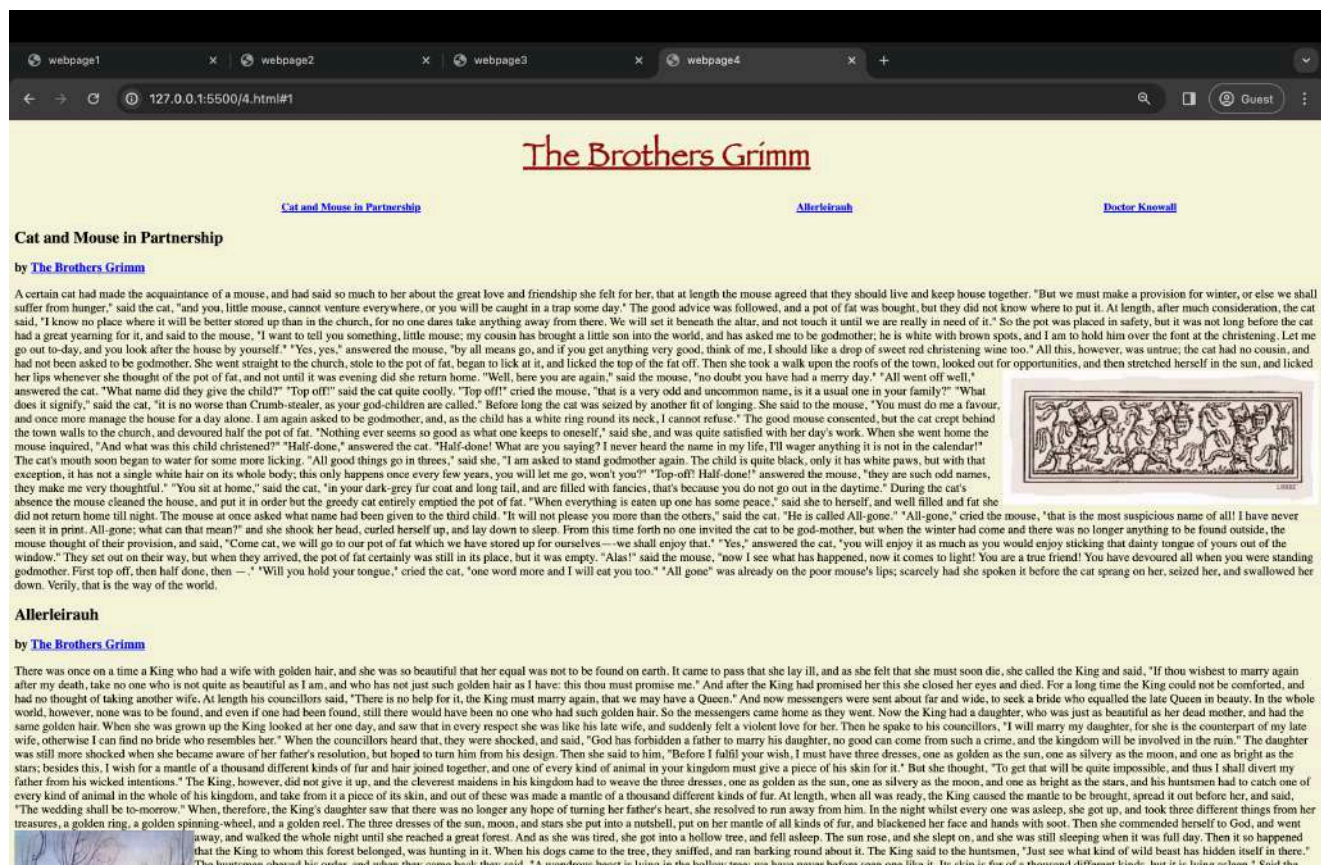 webpage1
webpage2
webpage3
webpage4
127.0.0.1:5500/4.html#1
Guest
The Brothers Grimm
Cat and Mouse in Partnership
Allerleirauh
Doctor Knowall
Cat and Mouse in Partnership
by The Brothers Grimm
A certain cat had made the acquaintance of a mouse, and had said so much to her about the great love and friendship she felt for her, that at length the mouse agreed that they should live and keep house together. "But we must make a provision for winter, or else we shall
suffer from hunger," said the cat, "and you, little mouse, cannot venture everywhere, or you will be caught in a trap some day." The good advice was followed, and a pot of fat was bought, but they did not know where to put it. At length, after much consideration, the cat
said, "I know no place where it will be better stored up than in the church, for no one dares take anything away from there. We will set it beneath the altar, and not touch it until we are really in need of it." So the pot was placed in safety, but it was not long before the cat
had a great yearning for it, and said to the mouse, "I want to tell you something, little mouse; my cousin has brought a little son into the world, and has asked me to be godmother; he is white with brown spots, and I am to hold him over the font at the christening. Let me
go out to-day, and you look after the house by yourself." "Yes, yes," answered the mouse, "by all means go, and if you get anything very good, think of me, I should like a drop of sweet red christening wine too." All this, however, was untrue; the cat had no cousin, and
had not been asked to be godmother. She went straight to the church, stole to the pot of fat, began to lick at it, and licked the top of the fat off. Then she took a walk upon the roofs of the town, looked out for opportunities, and then stretched herself in the sun, and licked
her lips whenever she thought of the pot of fat, and not until it was evening did she return home. "Well, here you are again," said the mouse, "no doubt you have had a merry day." "All went off well,"
answered the cat. "What name did they give the child?" "Top off!" said the cat quite coolly. "Top off!" cried the mouse, "that is a very odd and uncommon name, is it a usual one in your family?" "What
does it signify," said the cat, "it is no worse than Crumb-stealer, as your god-children are called." Before long the cat was seized by another fit of longing. She said to the mouse, "You must do me a favour,
and once more manage the house for a day alone. I am again asked to be godmother, and, as the child has a white ring round its neck, I cannot refuse." The good mouse consented, but the cat crept behind
the town walls to the church, and devoured half the pot of fat. "Nothing ever seems so good as what one keeps to oneself," said she, and was quite satisfied with her day's work. When she went home the
mouse inquired, "And what was this child christened?" "Half-done," answered the cat. "Half-done! What are you saying? I never heard the name in my life, I'll wager anything it is not in the calendar!"
The cat's mouth soon began to water for some more licking. "All good things go in threes," said she, "I am asked to stand godmother again. The child is quite black, only it has white paws, but with that
exception, it has not a single white hair on its whole body; this only happens once every few years, you will let me go, won't you?" "Top-off! Half-done!" answered the mouse, "they are such odd names,
they make me very thoughtful." "You sit at home," said the cat, "in your dark-grey fur coat and long tail, and are filled with fancies, that's because you do not go out in the daytime." During the cat's
absence the mouse cleaned the house, and put it in order but the greedy cat entirely emptied the pot of fat. "When everything is eaten up one has some peace," said she to herself, and well filled and fat she
did not return home till night. The mouse at once asked what name had been given to the third child. "It will not please you more than the others," said the cat. "He is called All-gone." "All-gone," cried the mouse, "that is the most suspicious name of all! I have never
seen it in print. All-gone; what can that mean?" and she shook her head, curled herself up, and lay down to sleep. From this time forth no one invited the cat to be god-mother, but when the winter had come and there was no longer anything to be found outside, the
mouse thought of their provision, and said, "Come cat, we will go to our pot of fat which we have stored up for ourselves—-we shall enjoy that." "Yes," answered the cat, "you will enjoy it as much as you would enjoy sticking that dainty tongue of yours out of the
window." They set out on their way, but when they arrived, the pot of fat certainly was still in its place, but it was empty. "Alas!" said the mouse, "now I see what has happened, now it comes to light! You are a true friend! You have devoured all when you were standing
godmother. First top off, then half done, then —." "Will you hold your tongue," cried the cat, "one word more and I will eat you too." "All gone" was already on the poor mouse's lips; scarcely had she spoken it before the cat sprang on her, seized her, and swallowed her
down. Verily, that is the way of the world.
Allerleirauh
by The Brothers Grimm
There was once on a time a King who had a wife with golden hair, and she was so beautiful that her equal was not to be found on earth. It came to pass that she lay ill, and as she felt that she must soon die, she called the King and said, "If thou wishest to marry again
after my death, take no one who is not quite as beautiful as I am, and who has not just such golden hair as I have: this thou must promise me." And after the King had promised her this she closed her eyes and died. For a long time the King could not be comforted, and
had no thought of taking another wife. At length his councillors said, "There is no help for it, the King must marry again, that we may have a Queen." And now messengers were sent about far and wide, to seek a bride who equalled the late Queen in beauty. In the whole
world, however, none was to be found, and even if one had been found, still there would have been no one who had such golden hair. So the messengers came home as they went. Now the King had a daughter, who was just as beautiful as her dead mother, and had the
same golden hair. When she was grown up the King looked at her one day, and saw that in every respect she was like his late wife, and suddenly felt a violent love for her. Then he spake to his councillors, "I will marry my daughter, for she is the counterpart of my late
wife, otherwise I can find no bride who resembles her." When the councillors heard that, they were shocked, and said, "God has forbidden a father to marry his daughter, no good can come from such a crime, and the kingdom will be involved in the ruin." The daughter
was still more shocked when she became aware of her father's resolution, but hoped to turn him from his design. Then she said to him, "Before I fulfil your wish, I must have three dresses, one as golden as the sun, one as silvery as the moon, and one as bright as the
stars; besides this, I wish for a mantle of a thousand different kinds of fur and hair joined together, and one of every kind of animal in your kingdom must give a piece of his skin for it." But she thought, "To get that will be quite impossible, and thus I shall divert my
father from his wicked intentions." The King, however, did not give it up, and the cleverest maidens in his kingdom had to weave the three dresses, one as golden as the sun, one as silvery as the moon, and one as bright as the stars, and his huntsmen had to catch one of
every kind of animal in the whole of his kingdom, and take from it a piece of its skin, and out of these was made a mantle of a thousand different kinds of fur. At length, when all was ready, the King caused the mantle to be brought, spread it out before her, and said,
"The wedding shall be to-morrow." When, therefore, the King's daughter saw that there was no longer any hope of turning her father's heart, she resolved to run away from him. In the night whilst every one was asleep, she got up, and took three different things from her
treasures, a golden ring, a golden spinning-wheel, and a golden reel. The three dresses of the sun, moon, and stars she put into a nutshell, put on her mantle of all kinds of fur, and blackened her face and hands with soot. Then she commended herself to God, and went
away, and walked the whole night until she reached a great forest. And as she was tired, she got into a hollow tree, and fell asleep. The sun rose, and she slept on, and she was still sleeping when it was full day. Then it so happened
that the King to whom this forest belonged, was hunting in it. When his dogs came to the tree, they sniffed, and ran barking round about it. The King said to the huntsmen, "Just see what kind of wild beast has hidden itself in there."
The huntsmen obeyed his order, and when they came back they said, "A wondrous beast is lying in the hollow tree; we have never before seen one like it. Its skin is fur of a thousand different kinds, but it is lying asleep." Said the